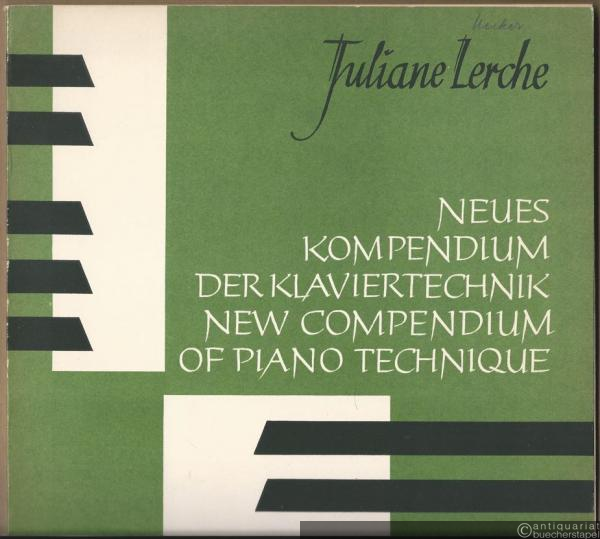 Juliane Lerche
NEUES
KOMPENDIUM
DER KLAVIERTECHNIK
NEW COMPENDIUM
OF PIANO TECHNIQUE
© antiquariat
buecherstapel